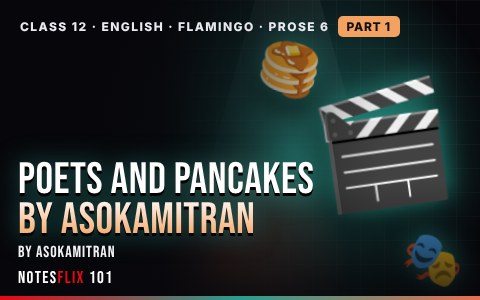 CLASS 12 · ENGLISH · FLAMINGO · PROSE 6 PART 1
POETS AND PANCAKES
BY ASOKAMITRAN
BY ASOKAMITRAN
NOTESFLIX 101